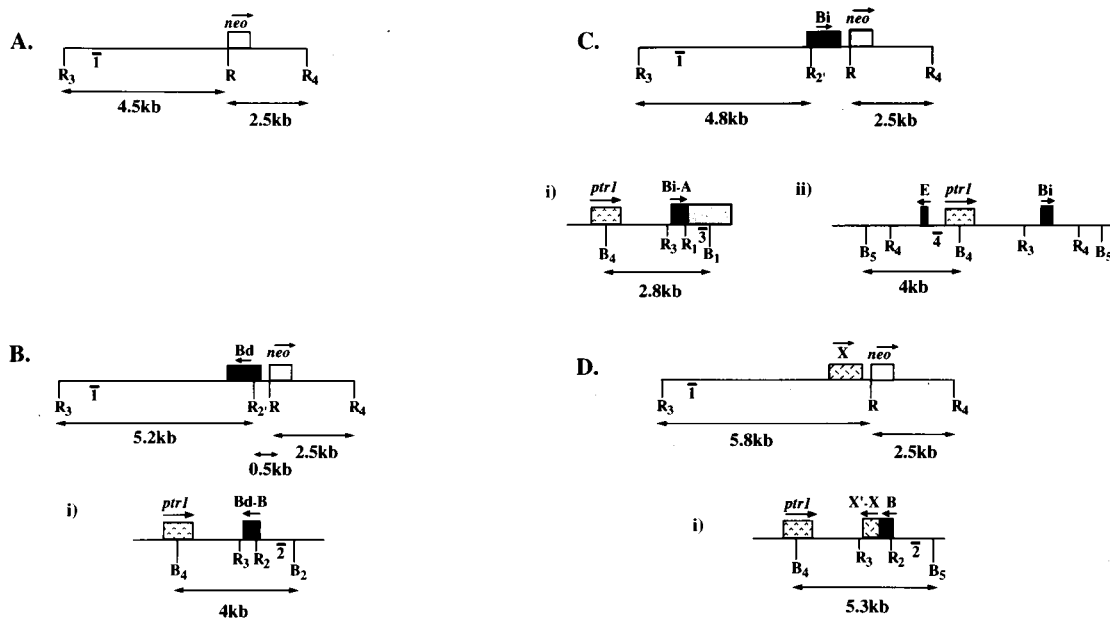 A.
neo
1
R3 R R4
4.5kb
2.5kb
C.
Bi neo
1
R3 R2' R R4
4.8kb 2.5kb
i)
ptr1 Bi-A
3
R3 R1
B4 B1
2.8kb
ii)
E ptr1 Bi
4
B5 R4 B4 R3 R4 B5
4kb
B.
Bd neo
1
R3 R2' R R4
5.2kb 2.5kb
0.5kb
i)
ptr1 Bd-B
2
R3 R2
B4 B2
4kb
D.
X neo
1
R3 R R4
5.8kb 2.5kb
i)
ptr1 X'-X B
2
R3 R2
B4 B5
5.3kb